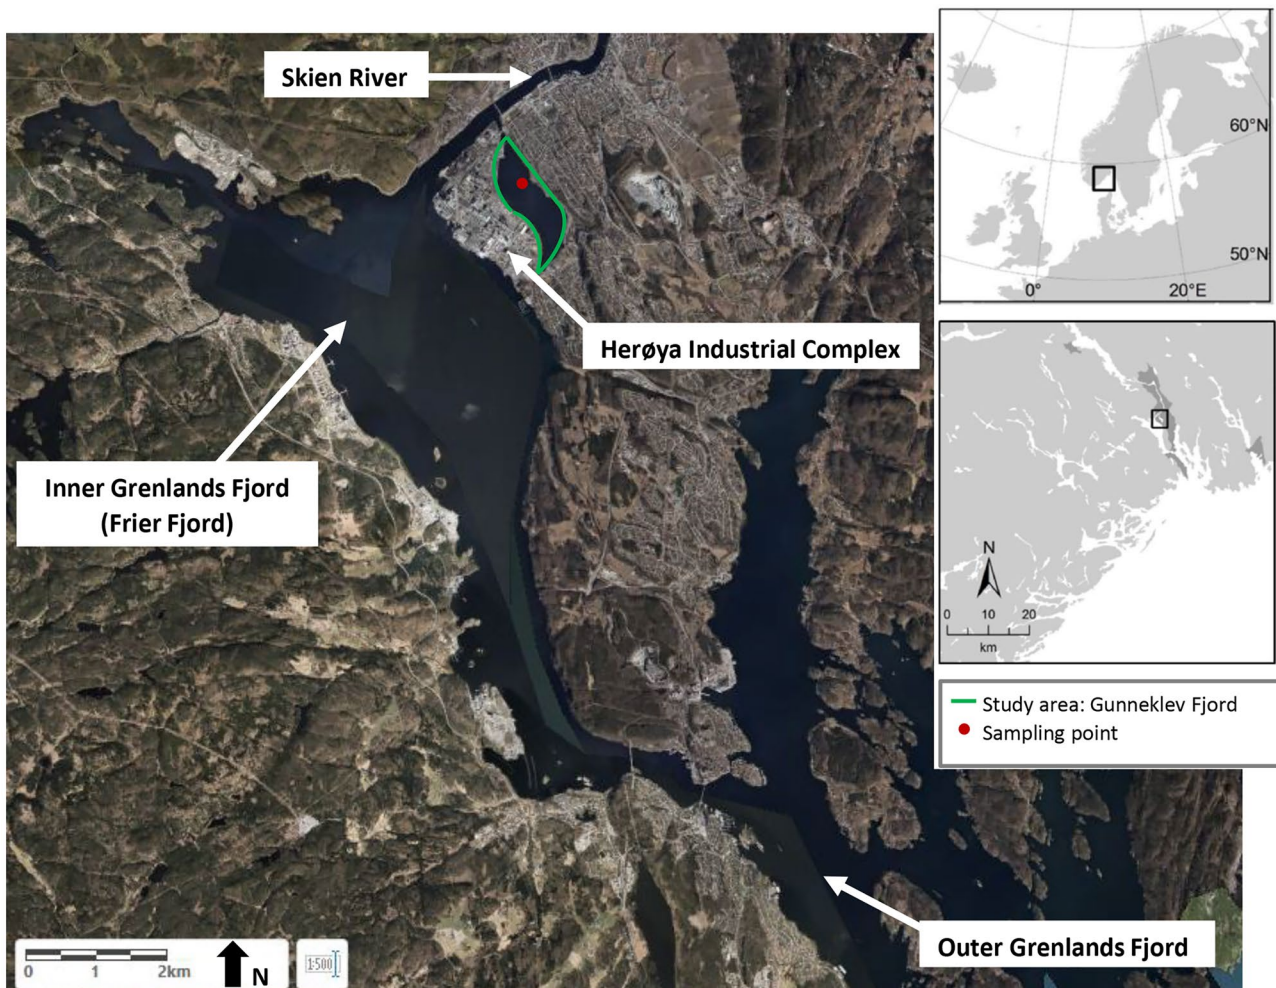 Skien River
60°N
50°N
0°
20°E
Herøya Industrial Complex
Inner Grenlands Fjord
(Frier Fjord)
N
0 10 20
km
Study area: Gunneklev Fjord
Sampling point
Outer Grenlands Fjord
0 1 2km
N
1:500